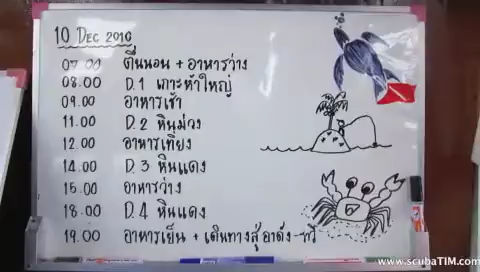 10 DEC 2010
07.00 ตื่นนอน + อาหารว่าง
08.00 D.1 เกาะห้าใหญ่
09.00 อาหารเช้า
11.00 D.2 หินม่วง
12.00 อาหารเที่ยง
14.00 D.3 หินแดง
15.00 อาหารว่าง
18.00 D.4 หินแดง
19.00 อาหารเย็น + เดินทางสู่ อาดัง-ราวี
www.scubaTIM.com